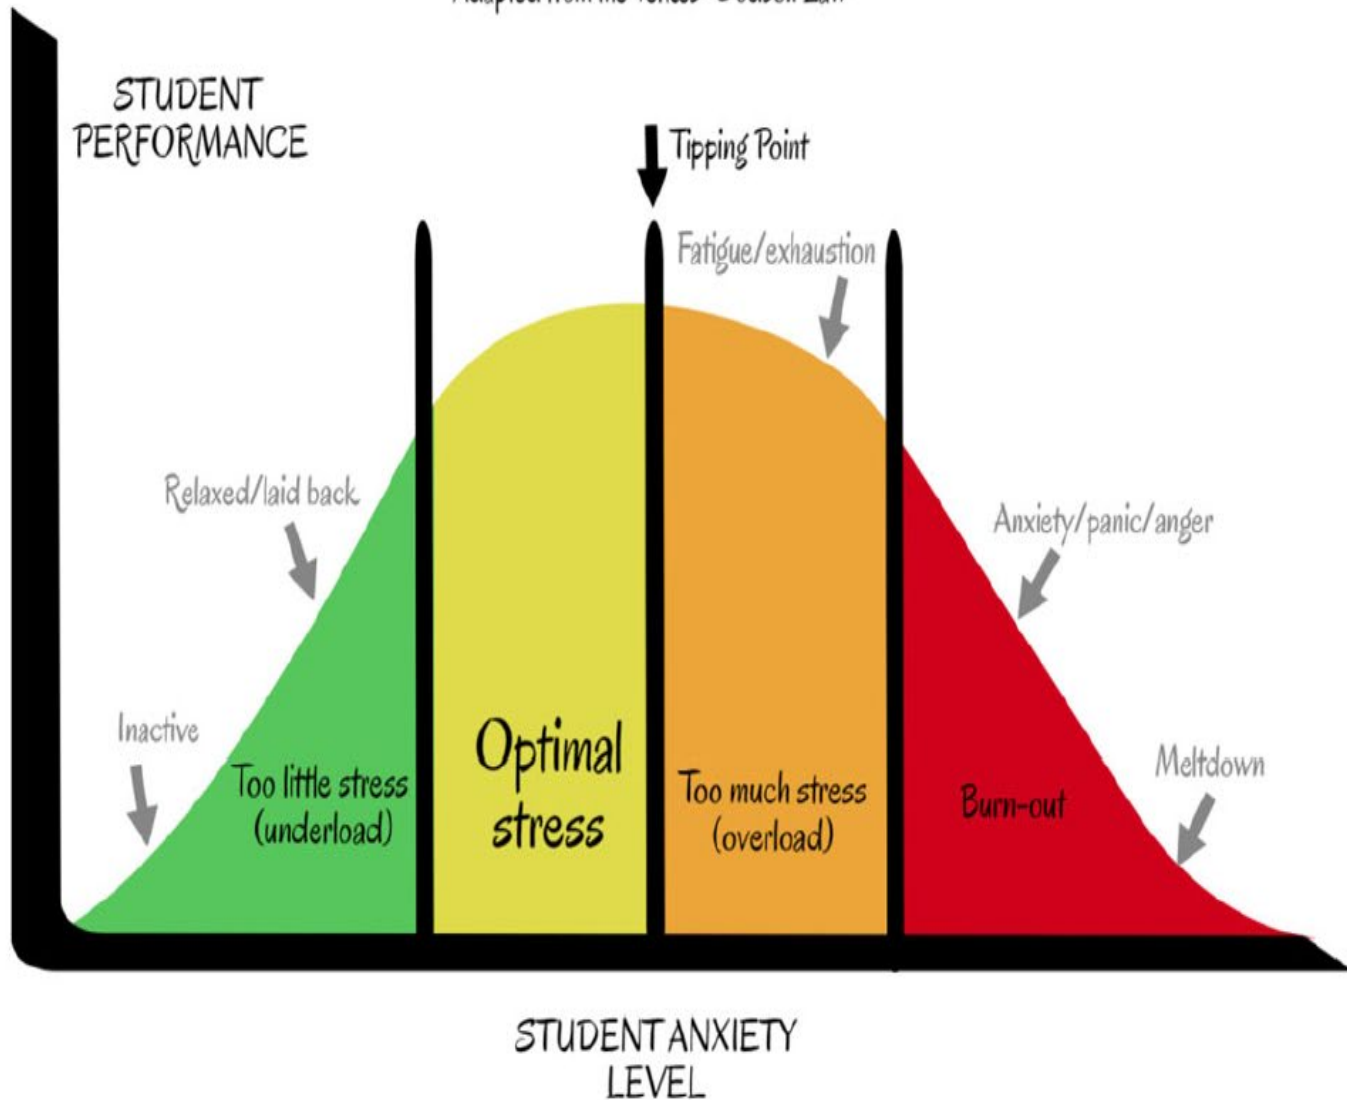 STUDENT
PERFORMANCE
Tipping Point
Fatigue/exhaustion
Relaxed/laid back
Anxiety/panic/anger
Inactive
Meltdown
Too little stress
(underload)
Optimal
stress
Too much stress
(overload)
Burn-out
STUDENT ANXIETY
LEVEL